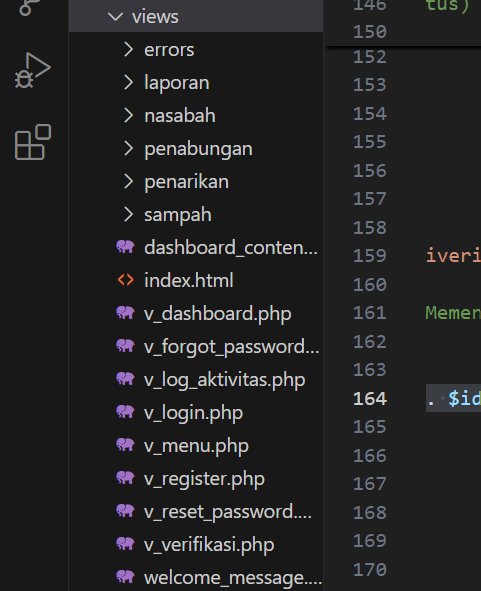 views
errors
laporan
nasabah
penabungan
penarikan
sampah
dashboard_conten...
index.html
v_dashboard.php
v_forgot_password...
v_log_aktivitas.php
v_login.php
v_menu.php
v_register.php
v_reset_password....
v_verifikasi.php
welcome_message....
146 tus)
150
152
153
154
155
156
157
158
159 iveri
160
161 Memen
162
163
164 . $id
165
166
167
168
169
170